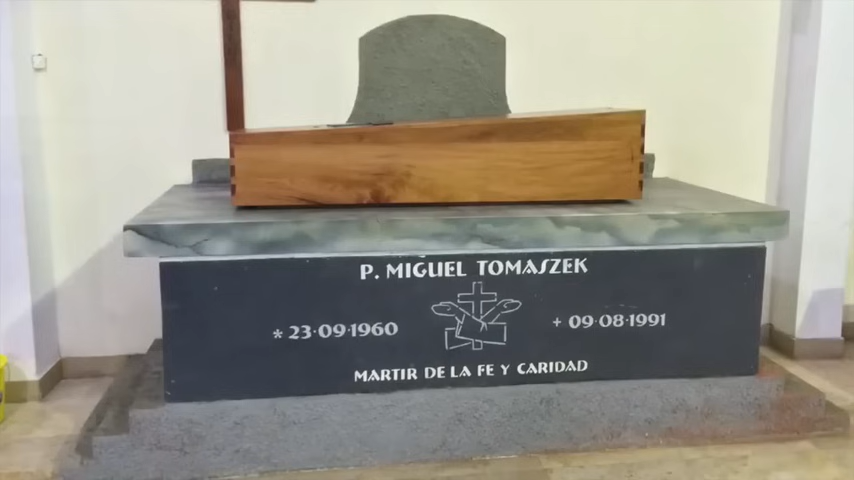 P. MIGUEL TOMASZEK
* 23·09·1960
+ 09·08·1991
MARTIR DE LA FE Y CARIDAD